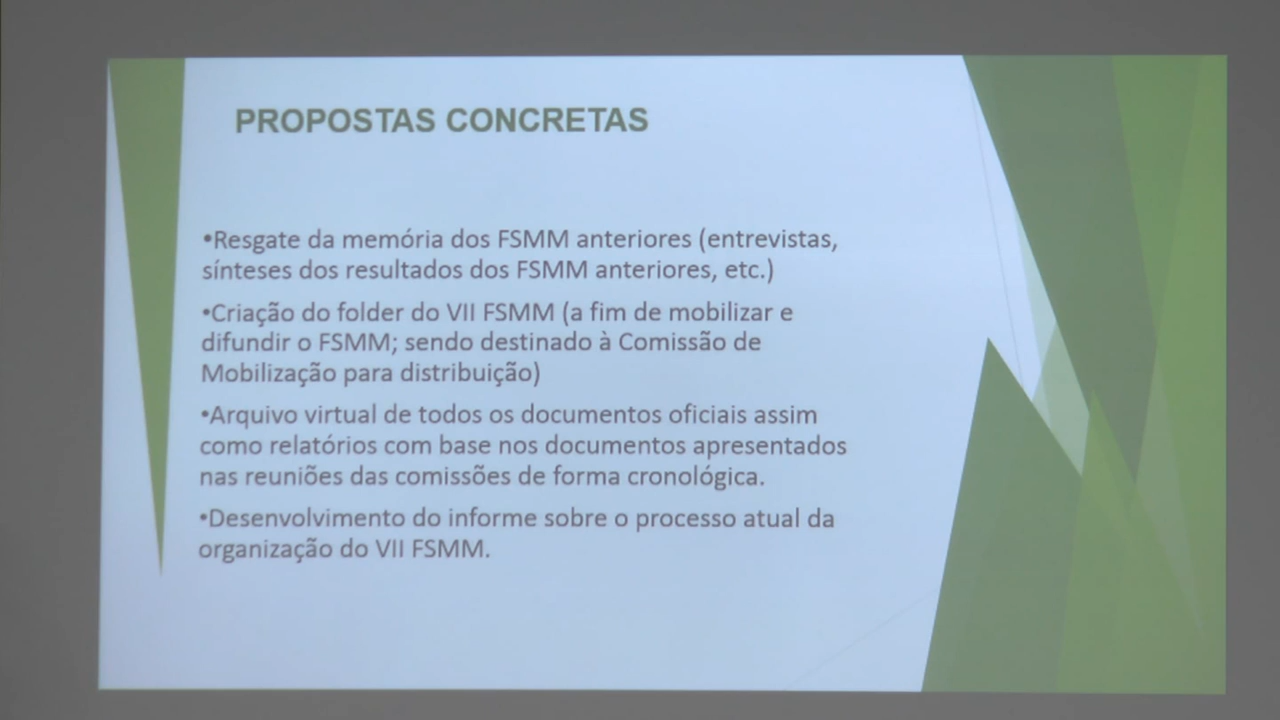 PROPOSTAS CONCRETAS
•Resgate da memória dos FSMM anteriores (entrevistas,
sínteses dos resultados dos FSMM anteriores, etc.)
•Criação do folder do VII FSMM (a fim de mobilizar e
difundir o FSMM; sendo destinado à Comissão de
Mobilização para distribuição)
•Arquivo virtual de todos os documentos oficiais assim
como relatórios com base nos documentos apresentados
nas reuniões das comissões de forma cronológica.
•Desenvolvimento do informe sobre o processo atual da
organização do VII FSMM.